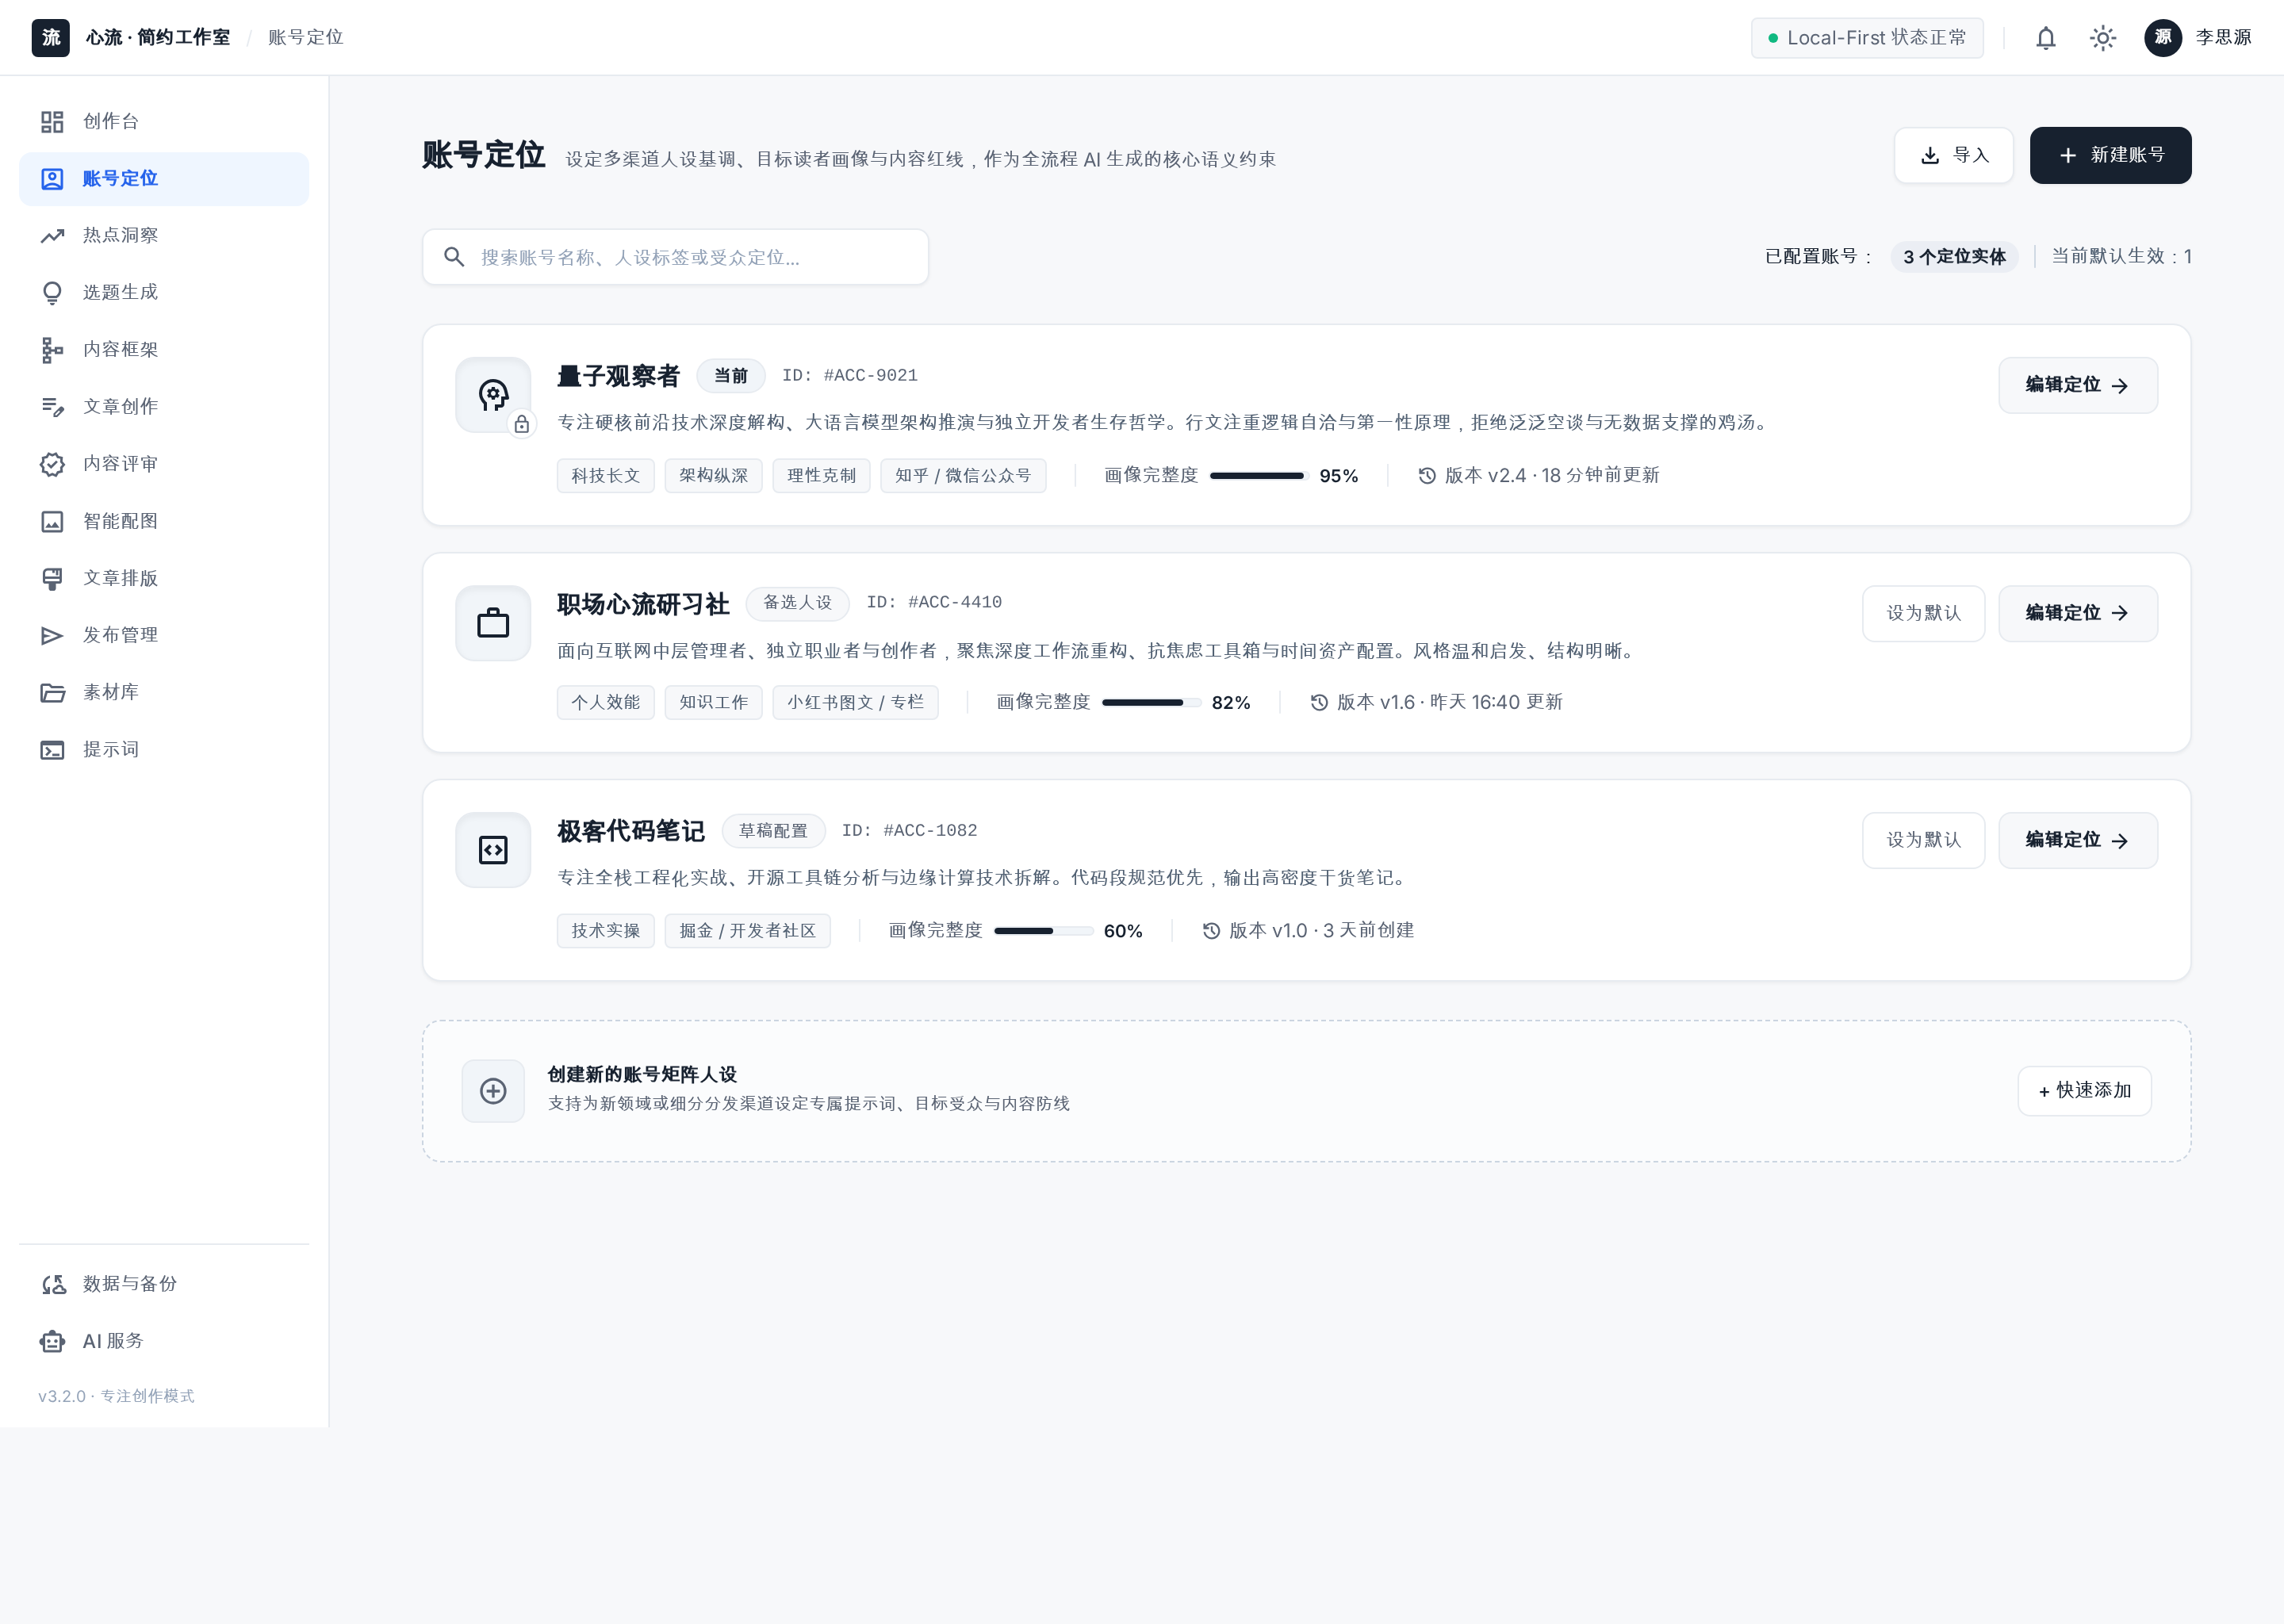 流 心流 · 简约工作室 / 账号定位 Local-First 状态正常 源 李思源
创作台
账号定位
热点洞察
选题生成
内容框架
文章创作
内容评审
智能配图
文章排版
发布管理
素材库
提示词
数据与备份
AI 服务
v3.2.0 · 专注创作模式
账号定位 设定多渠道人设基调、目标读者画像与内容红线，作为全流程 AI 生成的核心语义约束 导入 新建账号
搜索账号名称、人设标签或受众定位... 已配置账号： 3 个定位实体 当前默认生效：1
量子观察者 当前 ID: #ACC-9021 编辑定位
专注硬核前沿技术深度解构、大语言模型架构推演与独立开发者生存哲学。行文注重逻辑自洽与第一性原理，拒绝泛泛空谈与无数据支撑的鸡汤。
科技长文 架构纵深 理性克制 知乎 / 微信公众号 画像完整度 95% 版本 v2.4 · 18 分钟前更新
职场心流研习社 备选人设 ID: #ACC-4410 设为默认 编辑定位
面向互联网中层管理者、独立职业者与创作者，聚焦深度工作流重构、抗焦虑工具箱与时间资产配置。风格温和启发、结构明晰。
个人效能 知识工作 小红书图文 / 专栏 画像完整度 82% 版本 v1.6 · 昨天 16:40 更新
极客代码笔记 草稿配置 ID: #ACC-1082 设为默认 编辑定位
专注全栈工程化实战、开源工具链分析与边缘计算技术拆解。代码段规范优先，输出高密度干货笔记。
技术实操 掘金 / 开发者社区 画像完整度 60% 版本 v1.0 · 3 天前创建
创建新的账号矩阵人设
支持为新领域或细分分发渠道设定专属提示词、目标受众与内容防线
+ 快速添加